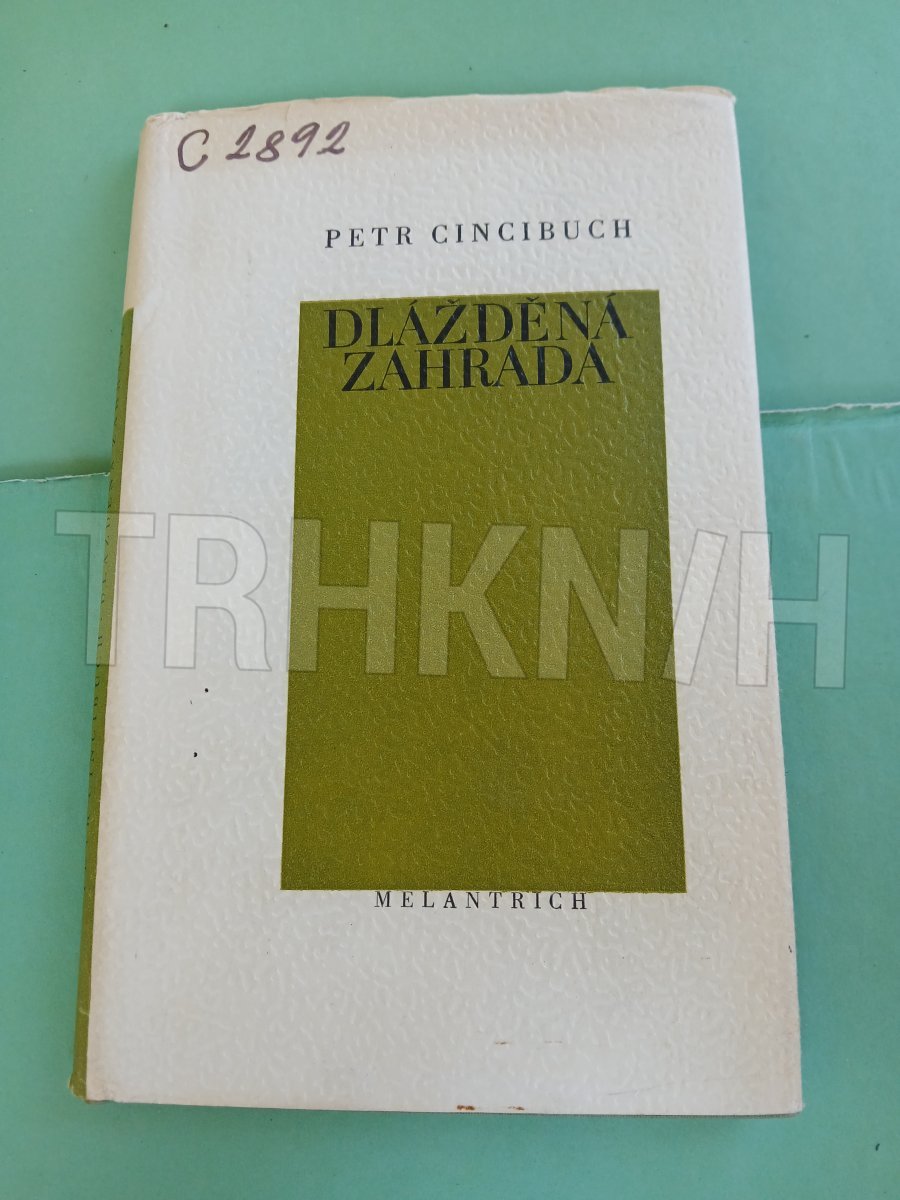 C 2892
PETR CINCIBUCH
DLÁŽDĚNÁ
ZAHRADA
TRHKNIH
MELANTRICH